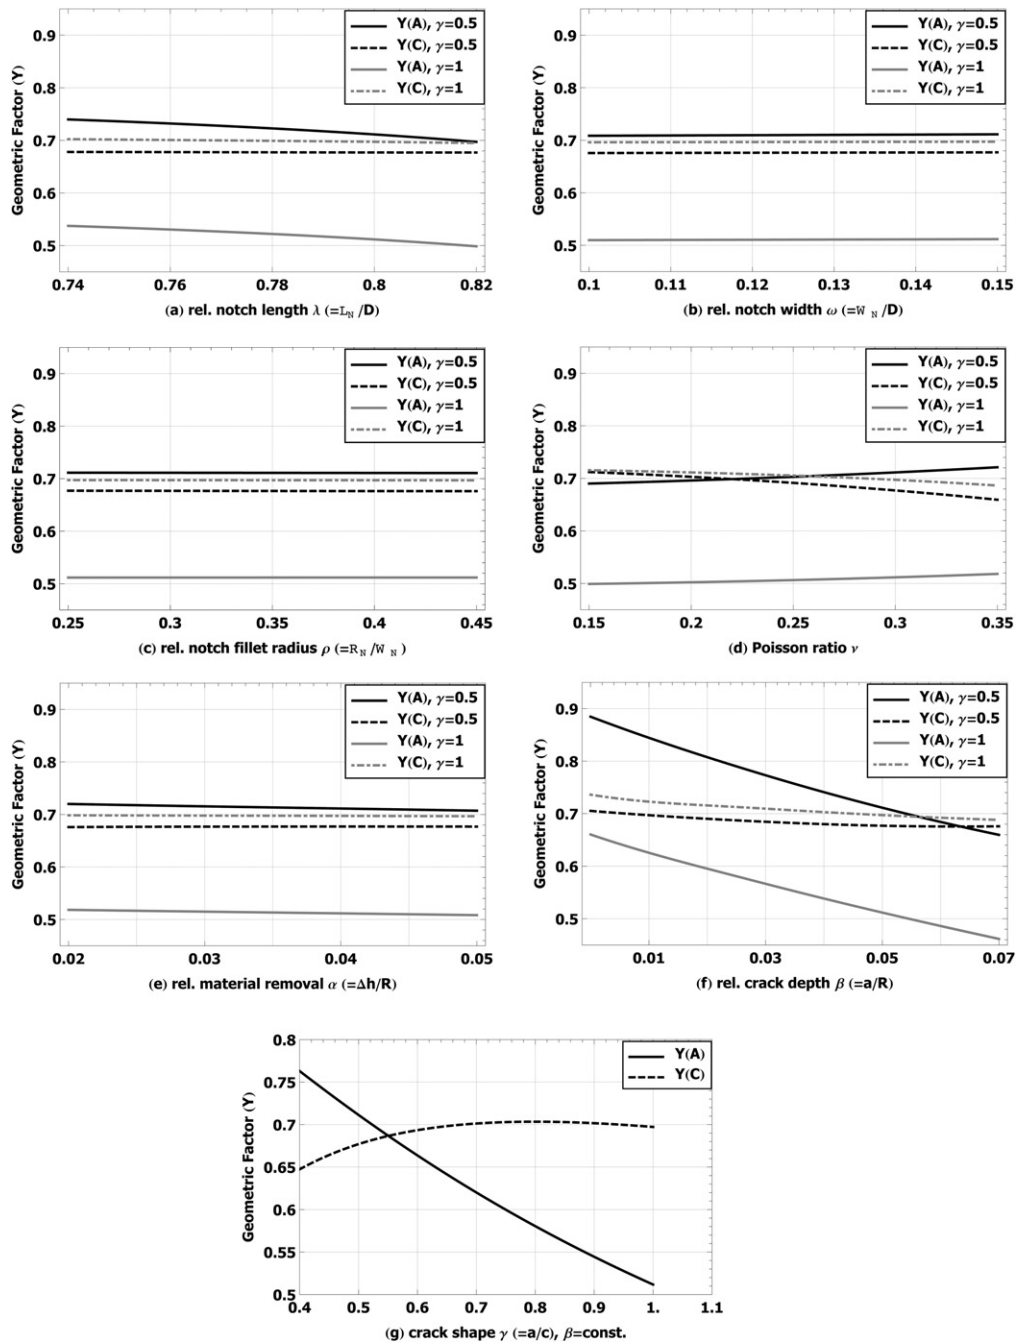 Y(A), γ=0.5
Y(C), γ=0.5
Y(A), γ=1
Y(C), γ=1
Geometric Factor (Y)
0.9
0.8
0.7
0.6
0.5
0.74 0.76 0.78 0.8 0.82
(a) rel. notch length λ (=L_N/D)
Y(A), γ=0.5
Y(C), γ=0.5
Y(A), γ=1
Y(C), γ=1
Geometric Factor (Y)
0.9
0.8
0.7
0.6
0.5
0.1 0.11 0.12 0.13 0.14 0.15
(b) rel. notch width ω (=W_N/D)
Y(A), γ=0.5
Y(C), γ=0.5
Y(A), γ=1
Y(C), γ=1
Geometric Factor (Y)
0.9
0.8
0.7
0.6
0.5
0.25 0.3 0.35 0.4 0.45
(c) rel. notch fillet radius ρ (=R_N/W_N)
Y(A), γ=0.5
Y(C), γ=0.5
Y(A), γ=1
Y(C), γ=1
Geometric Factor (Y)
0.9
0.8
0.7
0.6
0.5
0.15 0.2 0.25 0.3 0.35
(d) Poisson ratio ν
Y(A), γ=0.5
Y(C), γ=0.5
Y(A), γ=1
Y(C), γ=1
Geometric Factor (Y)
0.9
0.8
0.7
0.6
0.5
0.02 0.03 0.04 0.05
(e) rel. material removal α (=Δh/R)
Y(A), γ=0.5
Y(C), γ=0.5
Y(A), γ=1
Y(C), γ=1
Geometric Factor (Y)
0.9
0.8
0.7
0.6
0.5
0.01 0.03 0.05 0.07
(f) rel. crack depth β (=a/R)
Y(A)
Y(C)
Geometric Factor (Y)
0.8
0.75
0.7
0.65
0.6
0.55
0.5
0.4 0.5 0.6 0.7 0.8 0.9 1. 1.1
(g) crack shape γ (=a/c), β=const.